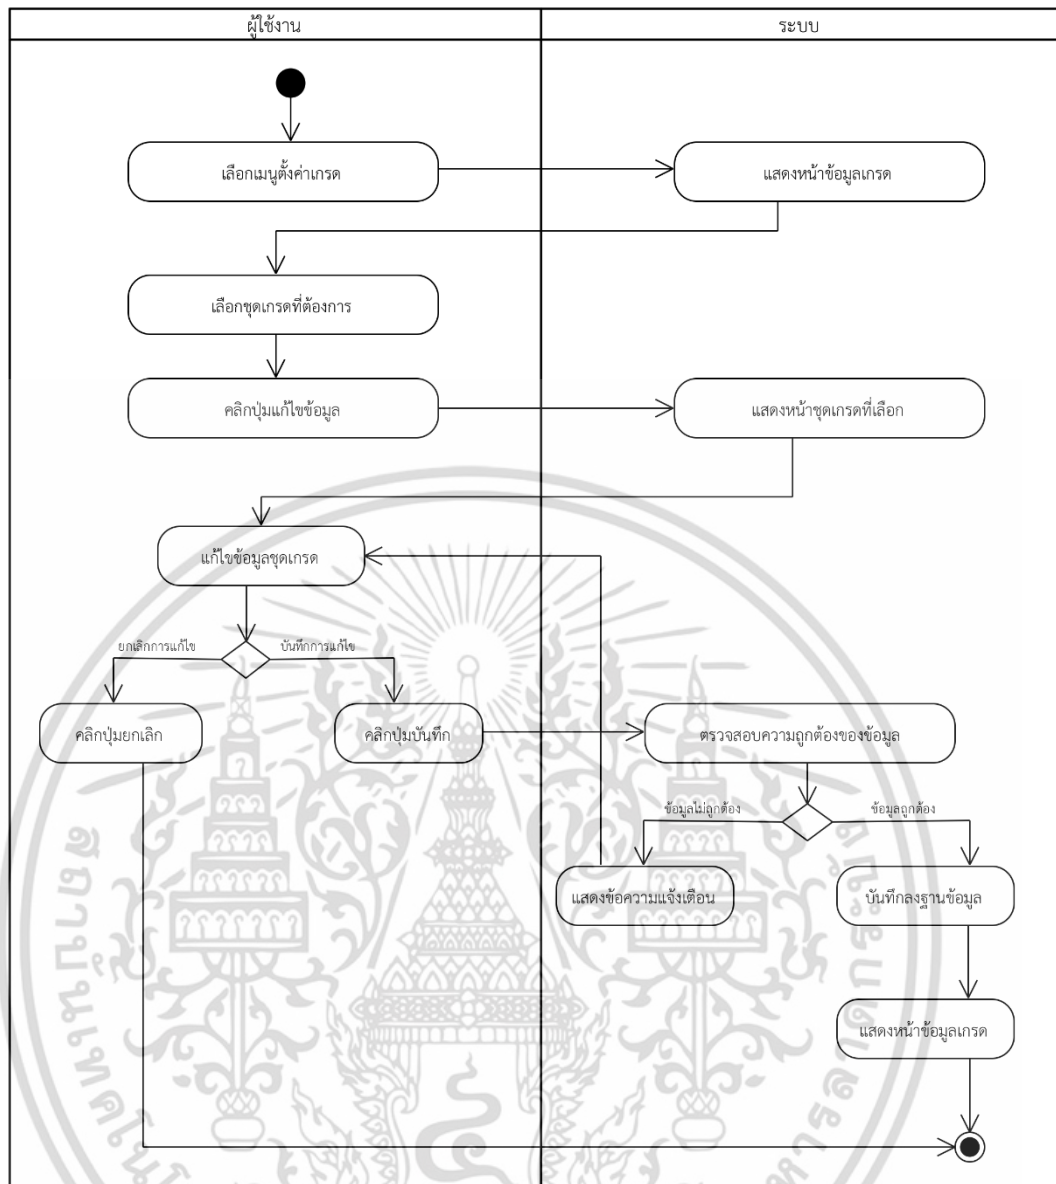 ผู้ใช้งาน
ระบบ
เลือกเมนูตั้งค่าเกรด
แสดงหน้าข้อมูลเกรด
เลือกชุดเกรดที่ต้องการ
คลิกปุ่มแก้ไขข้อมูล
แสดงหน้าชุดเกรดที่เลือก
แก้ไขข้อมูลชุดเกรด
ยกเลิกการแก้ไข
บันทึกการแก้ไข
คลิกปุ่มยกเลิก
คลิกปุ่มบันทึก
ตรวจสอบความถูกต้องของข้อมูล
ข้อมูลไม่ถูกต้อง
ข้อมูลถูกต้อง
แสดงข้อความแจ้งเตือน
บันทึกลงฐานข้อมูล
แสดงหน้าข้อมูลเกรด